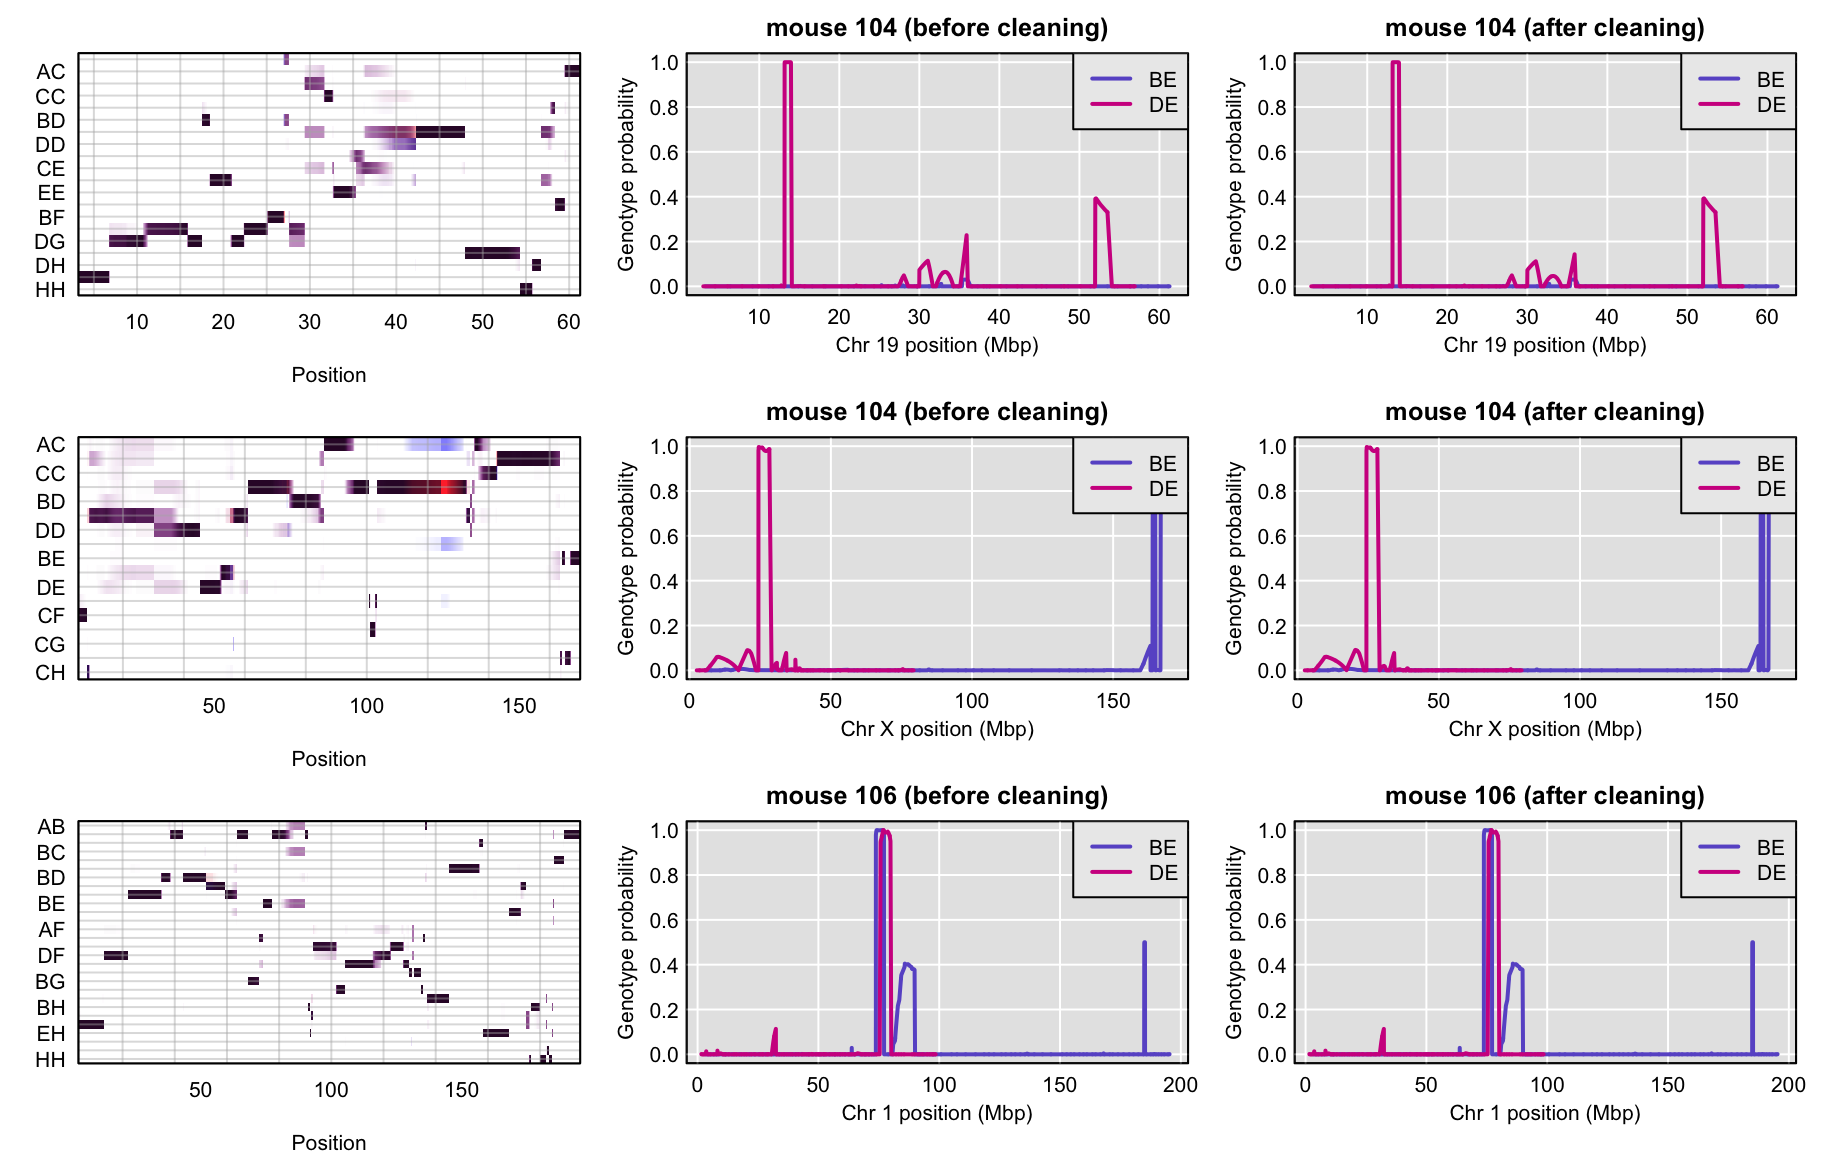 AC
CC
BD
DD
CE
EE
BF
DG
DH
HH
10 20 30 40 50 60
Position
mouse 104 (before cleaning)
Genotype probability
1.0
0.8
0.6
0.4
0.2
0.0
BE
DE
10 20 30 40 50 60
Chr 19 position (Mbp)
mouse 104 (after cleaning)
Genotype probability
1.0
0.8
0.6
0.4
0.2
0.0
BE
DE
10 20 30 40 50 60
Chr 19 position (Mbp)
AC
CC
BD
DD
BE
DE
CF
CG
CH
50 100 150
Position
mouse 104 (before cleaning)
Genotype probability
1.0
0.8
0.6
0.4
0.2
0.0
BE
DE
0 50 100 150
Chr X position (Mbp)
mouse 104 (after cleaning)
Genotype probability
1.0
0.8
0.6
0.4
0.2
0.0
BE
DE
0 50 100 150
Chr X position (Mbp)
AB
BC
BD
BE
AF
DF
BG
BH
EH
HH
50 100 150
Position
mouse 106 (before cleaning)
Genotype probability
1.0
0.8
0.6
0.4
0.2
0.0
BE
DE
0 50 100 150 200
Chr 1 position (Mbp)
mouse 106 (after cleaning)
Genotype probability
1.0
0.8
0.6
0.4
0.2
0.0
BE
DE
0 50 100 150 200
Chr 1 position (Mbp)